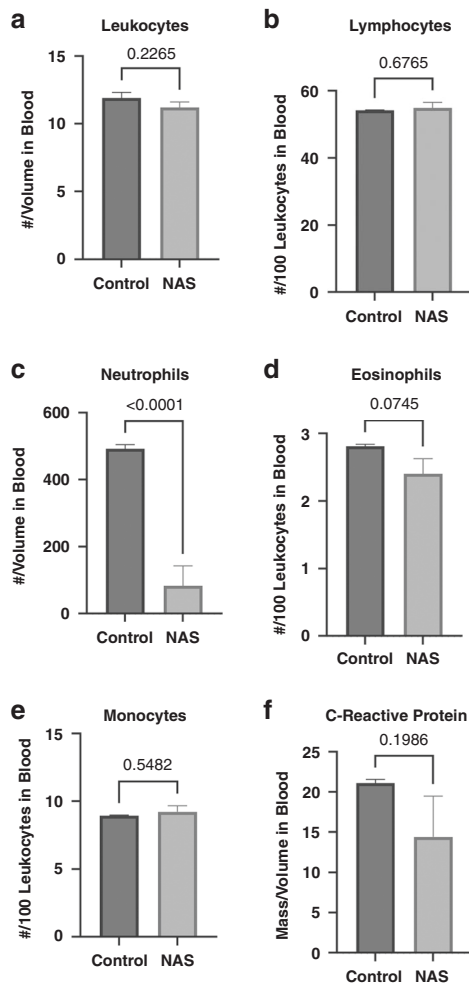 a
Leukocytes
0.2265
#/Volume in Blood
15
10
5
0
Control NAS
b
Lymphocytes
0.6765
#/100 Leukocytes in Blood
60
40
20
0
Control NAS
c
Neutrophils
<0.0001
#/Volume in Blood
600
400
200
0
Control NAS
d
Eosinophils
0.0745
#/100 Leukocytes in Blood
3
2
1
0
Control NAS
e
Monocytes
0.5482
#/100 Leukocytes in Blood
15
10
5
0
Control NAS
f
C-Reactive Protein
0.1986
Mass/Volume in Blood
25
20
15
10
5
0
Control NAS